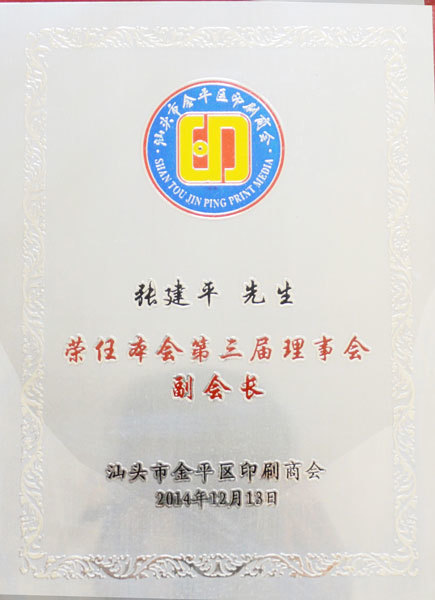 汕头市金平区印刷商会
SHAN TOU JIN PING PRINT MEDIA
张建平 先生
荣任本会第三届理事会
副会长
汕头市金平区印刷商会
2014年12月13日